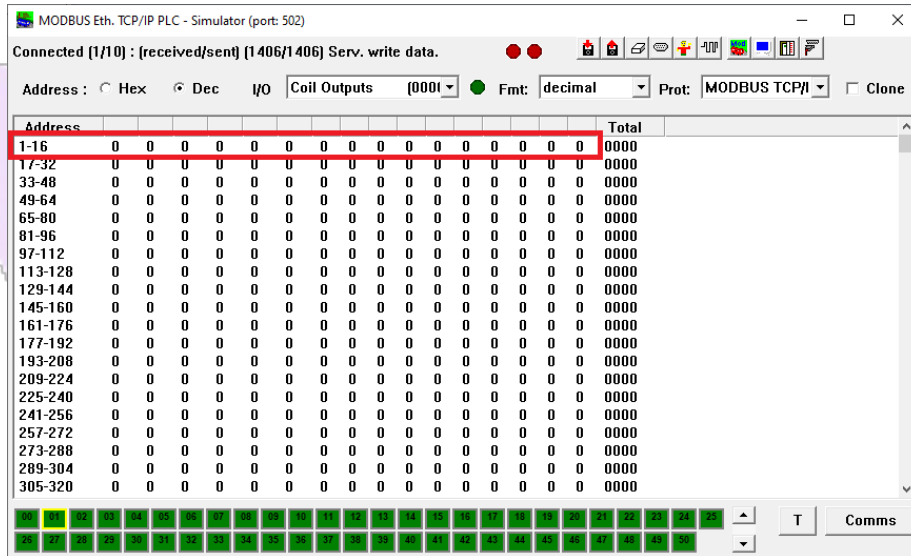 MODBUS Eth. TCP/IP PLC - Simulator (port: 502)
Connected (1/10) : (received/sent) (1406/1406) Serv. write data.
Address : Hex Dec I/O Coil Outputs (000 Fmt: decimal Prot: MODBUS TCP/I Clone
Address Total
1-16 0 0 0 0 0 0 0 0 0 0 0 0 0 0 0 0 0000
17-32 0 0 0 0 0 0 0 0 0 0 0 0 0 0 0 0 0000
33-48 0 0 0 0 0 0 0 0 0 0 0 0 0 0 0 0 0000
49-64 0 0 0 0 0 0 0 0 0 0 0 0 0 0 0 0 0000
65-80 0 0 0 0 0 0 0 0 0 0 0 0 0 0 0 0 0000
81-96 0 0 0 0 0 0 0 0 0 0 0 0 0 0 0 0 0000
97-112 0 0 0 0 0 0 0 0 0 0 0 0 0 0 0 0 0000
113-128 0 0 0 0 0 0 0 0 0 0 0 0 0 0 0 0 0000
129-144 0 0 0 0 0 0 0 0 0 0 0 0 0 0 0 0 0000
145-160 0 0 0 0 0 0 0 0 0 0 0 0 0 0 0 0 0000
161-176 0 0 0 0 0 0 0 0 0 0 0 0 0 0 0 0 0000
177-192 0 0 0 0 0 0 0 0 0 0 0 0 0 0 0 0 0000
193-208 0 0 0 0 0 0 0 0 0 0 0 0 0 0 0 0 0000
209-224 0 0 0 0 0 0 0 0 0 0 0 0 0 0 0 0 0000
225-240 0 0 0 0 0 0 0 0 0 0 0 0 0 0 0 0 0000
241-256 0 0 0 0 0 0 0 0 0 0 0 0 0 0 0 0 0000
257-272 0 0 0 0 0 0 0 0 0 0 0 0 0 0 0 0 0000
273-288 0 0 0 0 0 0 0 0 0 0 0 0 0 0 0 0 0000
289-304 0 0 0 0 0 0 0 0 0 0 0 0 0 0 0 0 0000
305-320 0 0 0 0 0 0 0 0 0 0 0 0 0 0 0 0 0000
00 01 02 03 04 05 06 07 08 09 10 11 12 13 14 15 16 17 18 19 20 21 22 23 24 25 T Comms
26 27 28 29 30 31 32 33 34 35 36 37 38 39 40 41 42 43 44 45 46 47 48 49 50